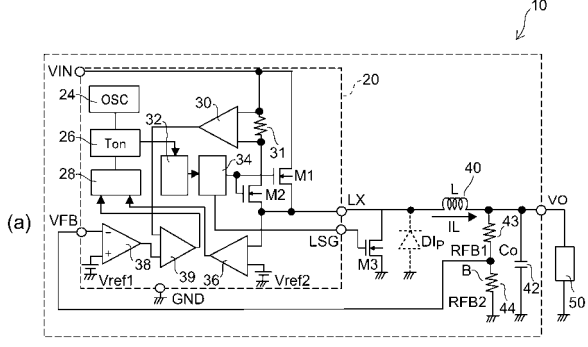 10
VIN
20
24
OSC
30
26
Ton
32
31
34
M1
28
M2
40
LX
L
VO
(a)
VFB
IL
43
LSG
DIP
RFB1
Co
M3
B
38
39
36
Vref1
Vref2
RFB2
44
42
50
GND
- +